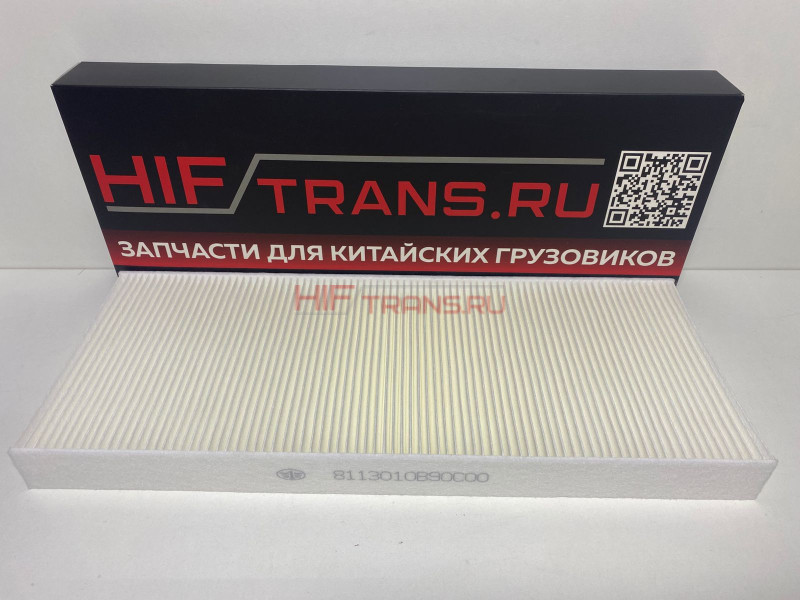 HIF TRANS.RU
ЗАПЧАСТИ ДЛЯ КИТАЙСКИХ ГРУЗОВИКОВ
HIF TRANS.RU
8113010B90C00